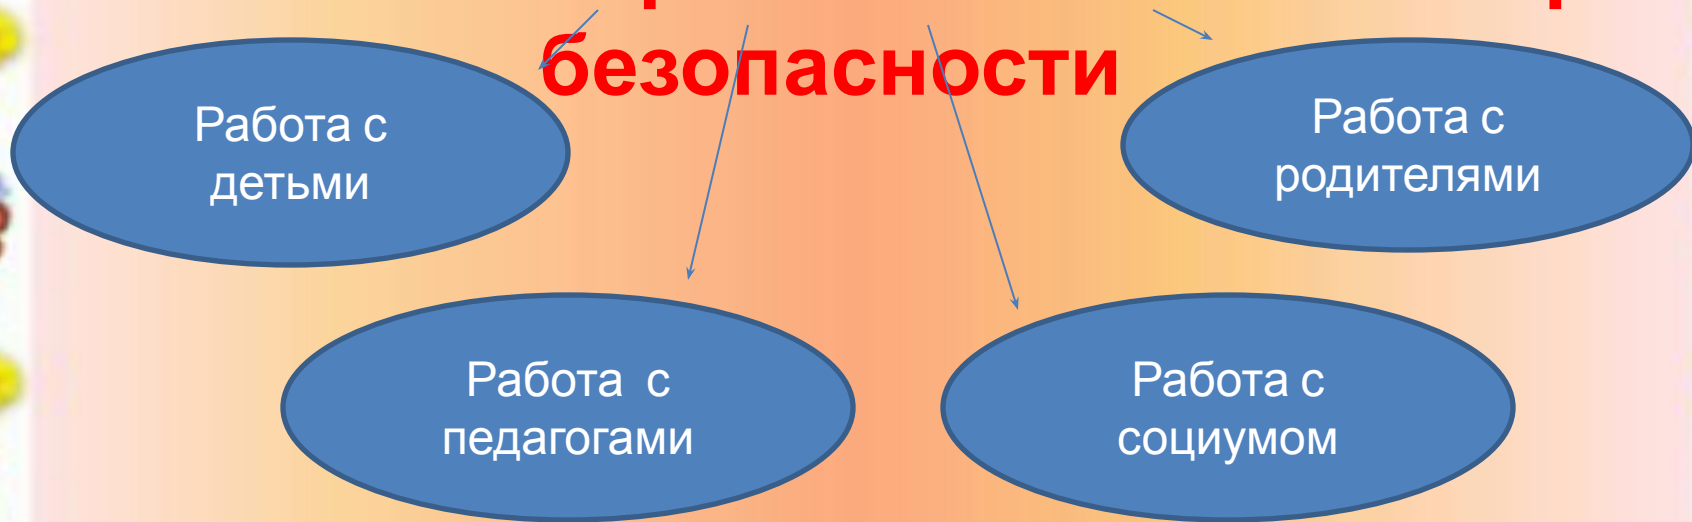 безопасности
Работа с
детьми
Работа с
родителями
Работа  с
педагогами
Работа с
социумом